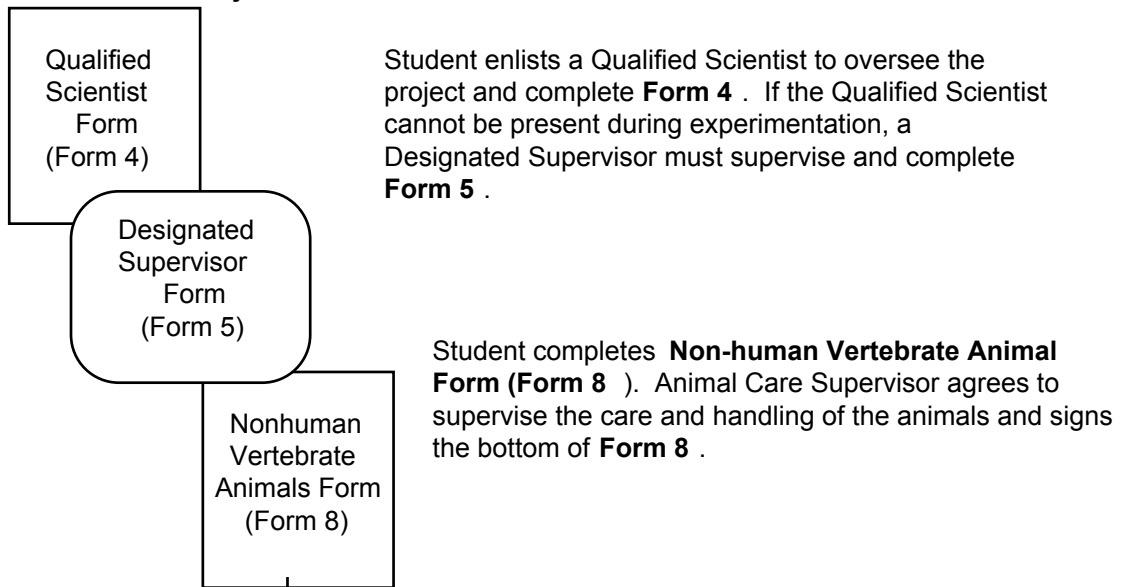 Qualified
Scientist
Form
(Form 4)
Student enlists a Qualified Scientist to oversee the
project and complete Form 4 . If the Qualified Scientist
cannot be present during experimentation, a
Designated Supervisor must supervise and complete
Form 5 .
Designated
Supervisor
Form
(Form 5)
Student completes Non-human Vertebrate Animal
Form (Form 8 ). Animal Care Supervisor agrees to
supervise the care and handling of the animals and signs
the bottom of Form 8 .
Nonhuman
Vertebrate
Animals Form
(Form 8)